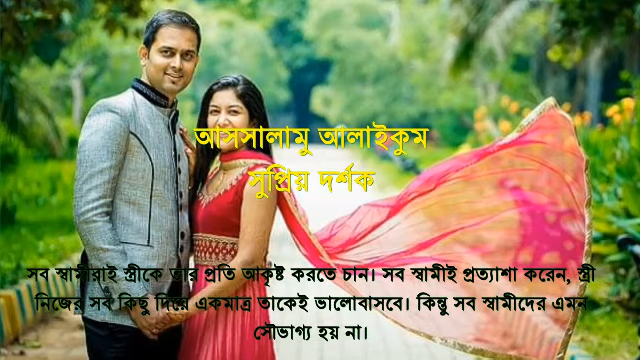 আসসালামু আলাইকুম
সুপ্রিয় দর্শক
সব স্বামীরাই স্ত্রীকে তার প্রতি আকৃষ্ট করতে চান। সব স্বামীই প্রত্যাশা করেন, স্ত্রী
নিজের সব কিছু দিয়ে একমাত্র তাকেই ভালোবাসবে। কিন্তু সব স্বামীদের এমন
সৌভাগ্য হয় না।